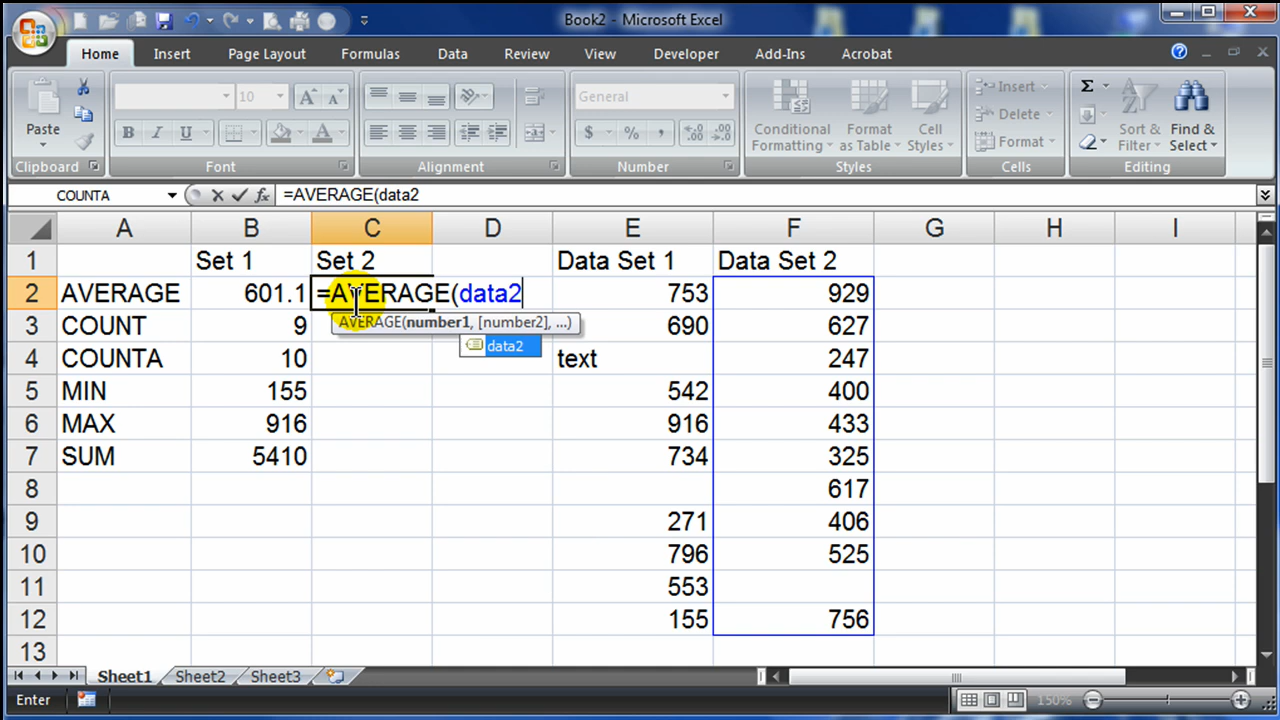 Book2 - Microsoft Excel
Home Insert Page Layout Formulas Data Review View Developer Add-Ins Acrobat
Paste
Clipboard
10
B I U
Font
Alignment
General
$ % ,
Number
Conditional Formatting
Format as Table
Cell Styles
Styles
Insert
Delete
Format
Cells
Σ
Sort & Filter
Find & Select
Editing
COUNTA fx =AVERAGE(data2
A B C D E F G H I
1 Set 1 Set 2 Data Set 1 Data Set 2
2 AVERAGE 601.1 =AVERAGE(data2 753 929
AVERAGE(number1, [number2], ...)
data2
3 COUNT 9 690 627
4 COUNTA 10 text 247
5 MIN 155 542 400
6 MAX 916 916 433
7 SUM 5410 734 325
8 617
9 271 406
10 796 525
11 553
12 155 756
13
Sheet1 Sheet2 Sheet3
Enter 150%